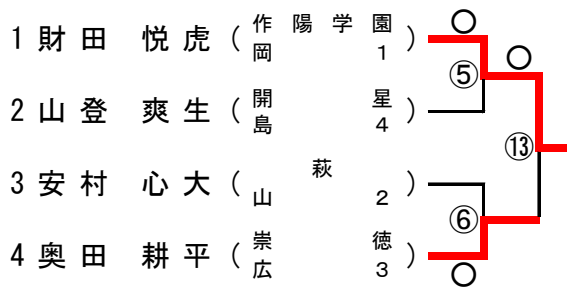 1 財田 悦虎 (作陽学園 岡1)
○
○
⑤
2 山登 爽生 (開星 島4)
⑬
3 安村 心大 (萩 山2)
⑥
4 奥田 耕平 (崇徳 広3)
○